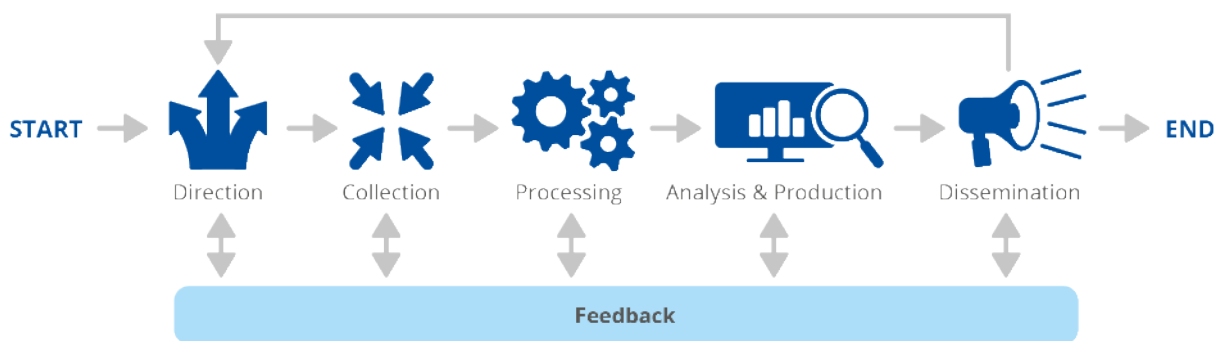 START
END
Direction
Collection
Processing
Analysis & Production
Dissemination
Feedback